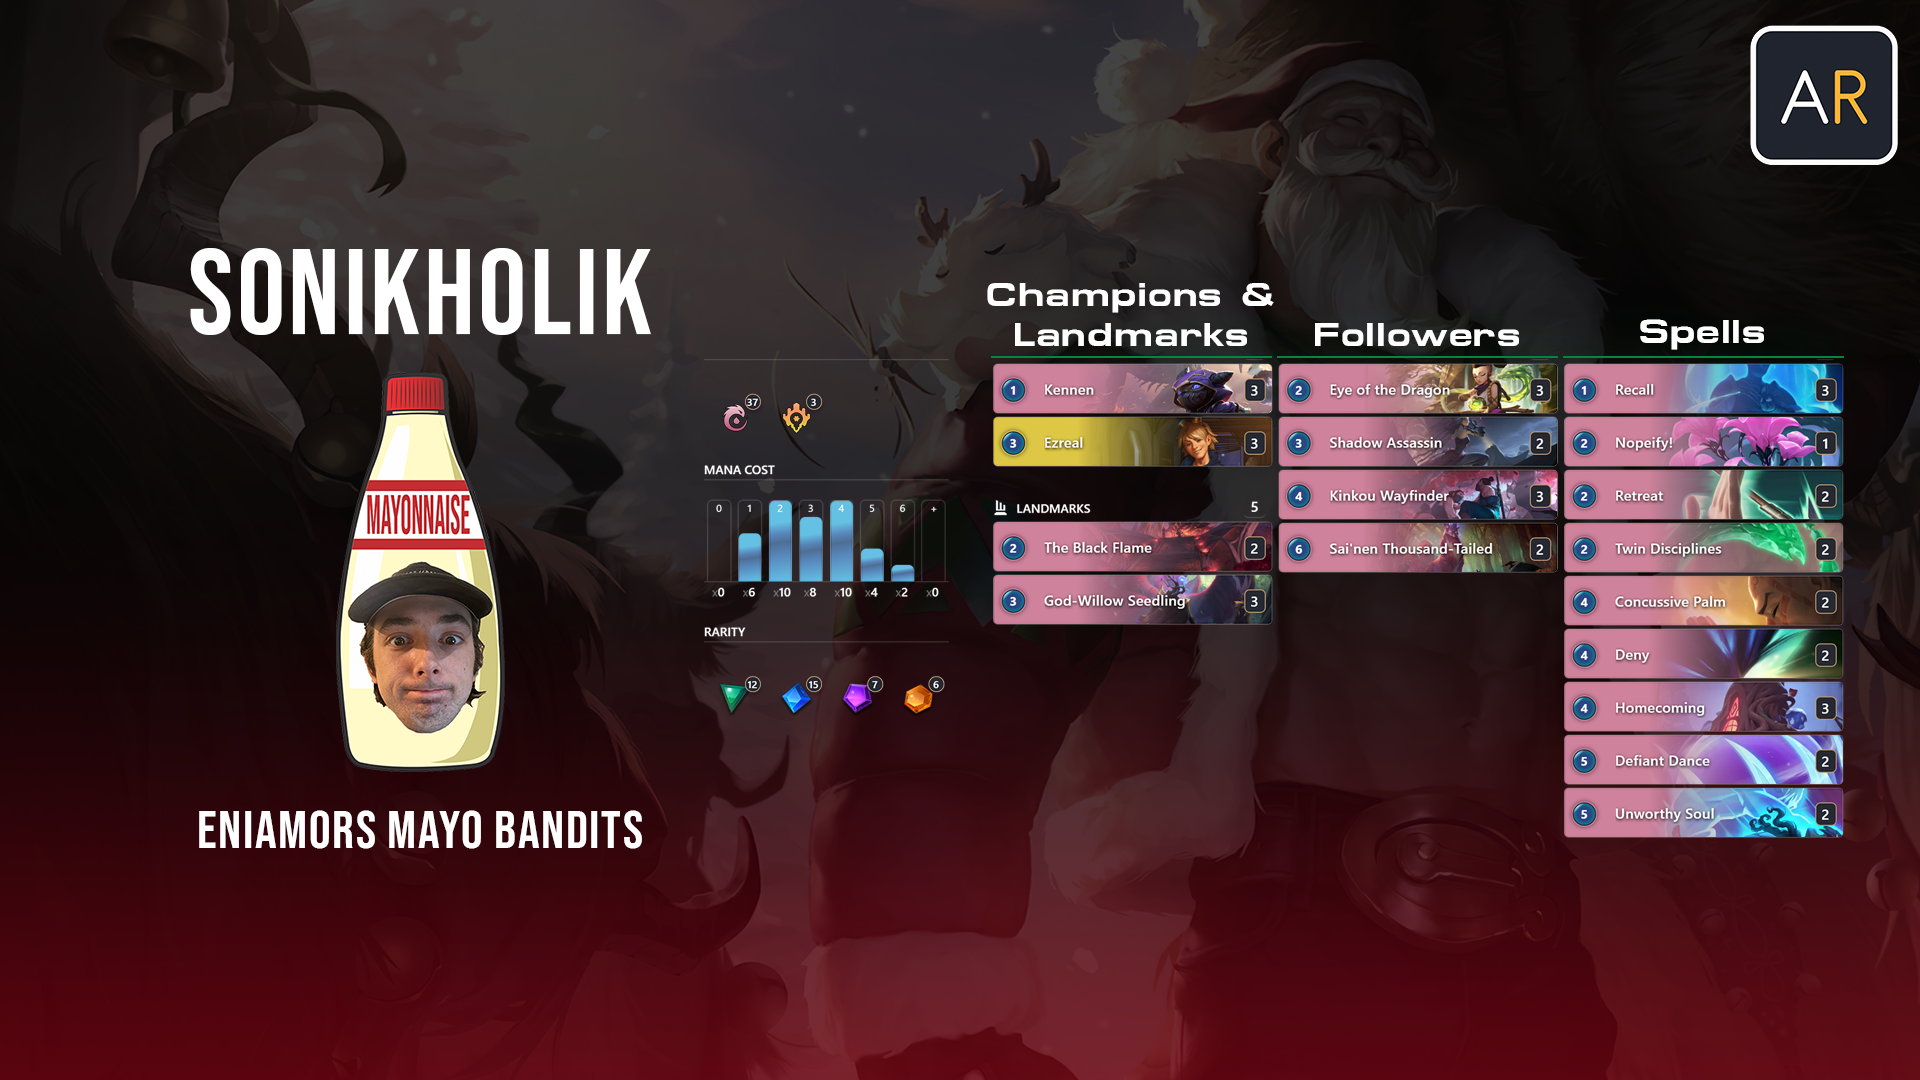 AR
SONIKHOLIK
MAYONNAISE
ENIAMORS MAYO BANDITS
37 3
MANA COST
0 1 2 3 4 5 6 +
x0 x6 x10 x8 x10 x4 x2 x0
RARITY
12 15 7 6
Champions &
Landmarks
1 Kennen 3
3 Ezreal 3
LANDMARKS 5
2 The Black Flame 2
3 God-Willow Seedling 3
Followers
2 Eye of the Dragon 3
3 Shadow Assassin 2
4 Kinkou Wayfinder 3
6 Sai'nen Thousand-Tailed 2
Spells
1 Recall 3
2 Nopeify! 1
2 Retreat 2
2 Twin Disciplines 2
4 Concussive Palm 2
4 Deny 2
4 Homecoming 3
5 Defiant Dance 2
5 Unworthy Soul 2